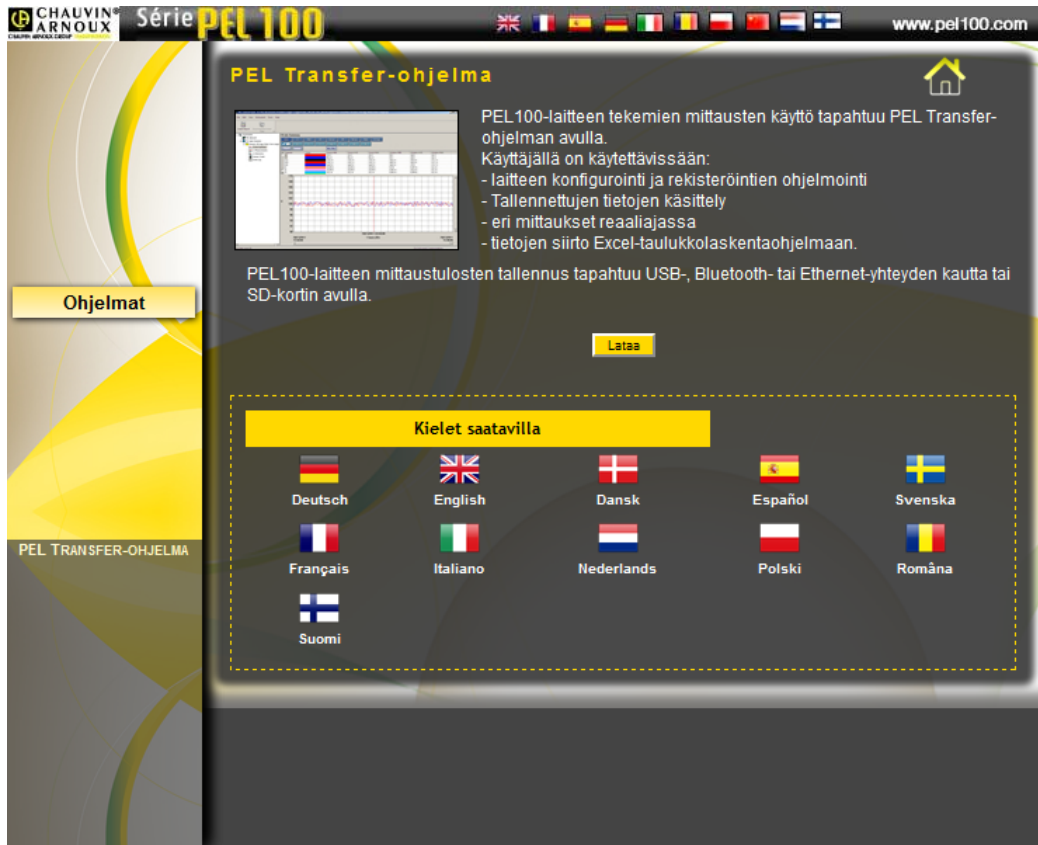 CHAUVIN®
ARNOUX
Série PEL 100
www.pel100.com
PEL Transfer-ohjelma
PEL100-laitteen tekemien mittausten käyttö tapahtuu PEL Transfer-
ohjelman avulla.
Käyttäjällä on käytettävissään:
- laitteen konfigurointi ja rekisteröintien ohjelmointi
- Tallennettujen tietojen käsittely
- eri mittaukset reaaliajassa
- tietojen siirto Excel-taulukkolaskentaohjelmaan.
PEL100-laitteen mittaustulosten tallennus tapahtuu USB-, Bluetooth- tai Ethernet-yhteyden kautta tai
SD-kortin avulla.
Ohjelmat
Lataa
Kielet saatavilla
Deutsch English Dansk Español Svenska
PEL TRANSFER-OHJELMA
Français Italiano Nederlands Polski Româna
Suomi